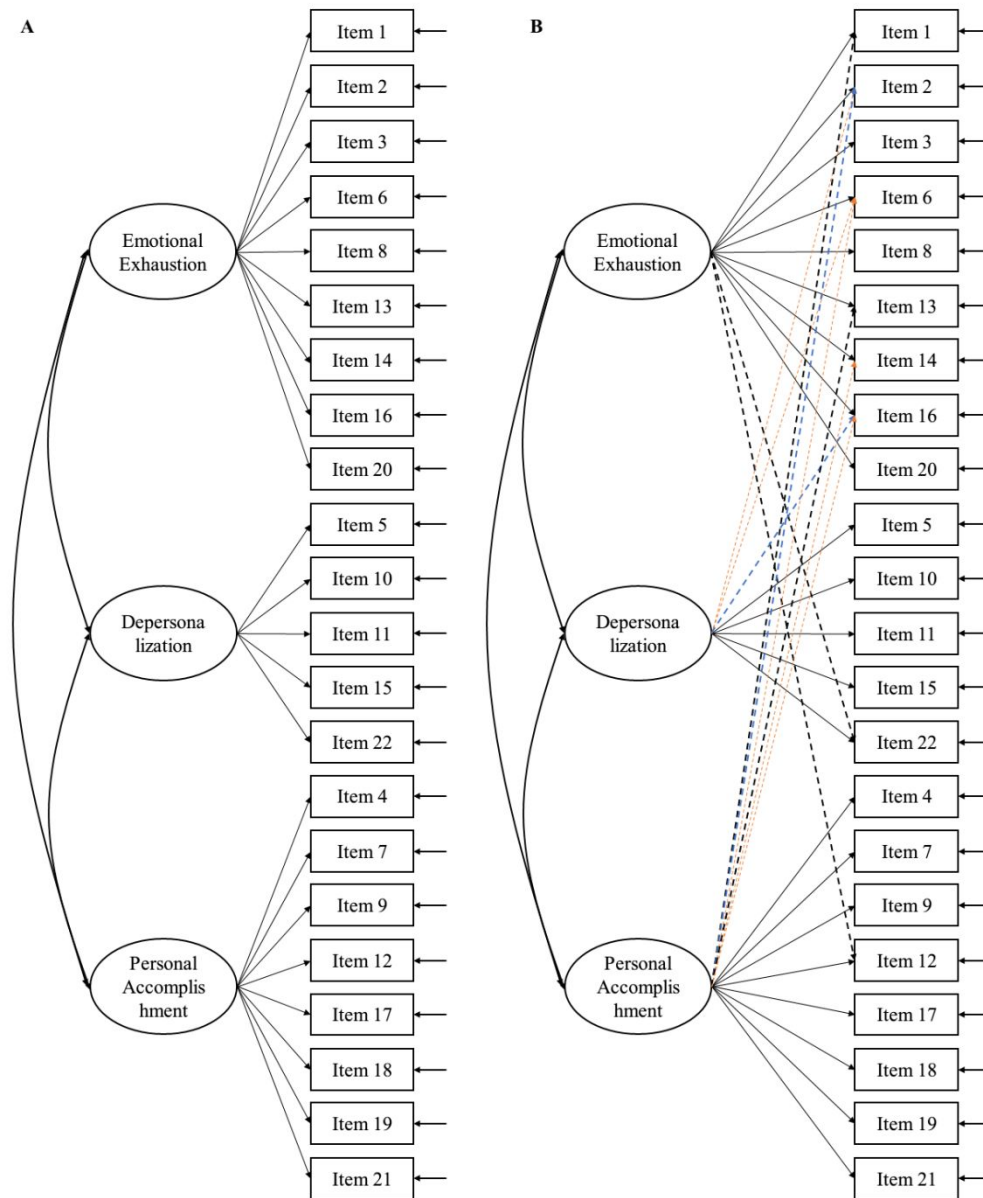 A
Item 1
Item 2
Item 3
Item 6
Item 8
Item 13
Item 14
Item 16
Item 20
Item 5
Item 10
Item 11
Item 15
Item 22
Item 4
Item 7
Item 9
Item 12
Item 17
Item 18
Item 19
Item 21
Emotional
Exhaustion
Depersona
lization
Personal
Accomplis
hment
B
Item 1
Item 2
Item 3
Item 6
Item 8
Item 13
Item 14
Item 16
Item 20
Item 5
Item 10
Item 11
Item 15
Item 22
Item 4
Item 7
Item 9
Item 12
Item 17
Item 18
Item 19
Item 21
Emotional
Exhaustion
Depersona
lization
Personal
Accomplis
hment